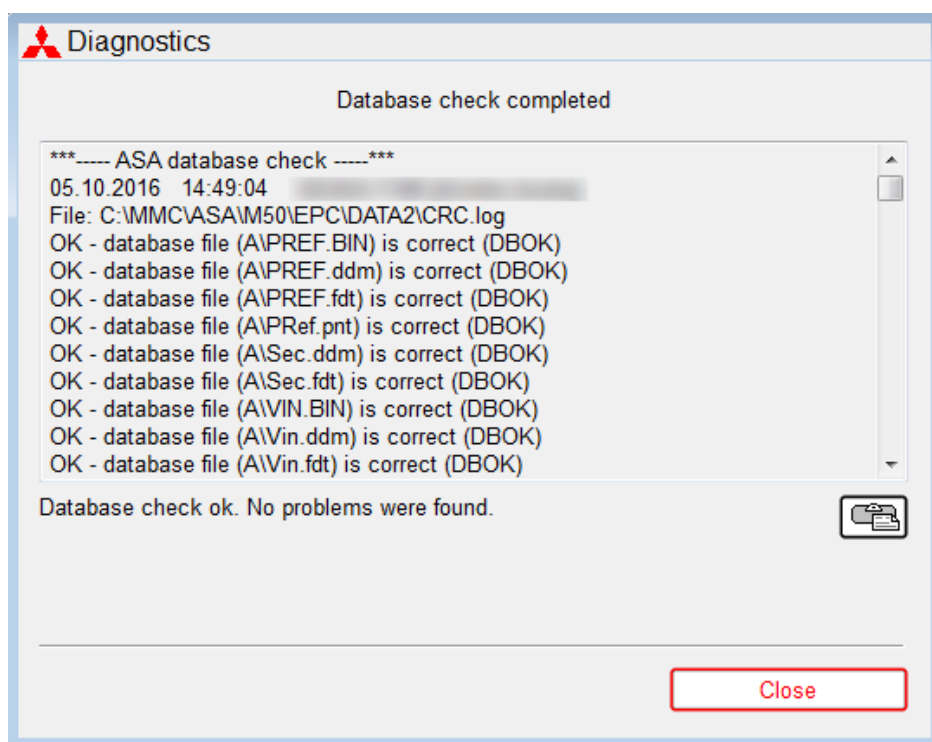 Diagnostics
Database check completed
***----- ASA database check -----***
05.10.2016 14:49:04
File: C:\MMC\ASA\M50\EPC\DATA2\CRC.log
OK - database file (A\PREF.BIN) is correct (DBOK)
OK - database file (A\PREF.ddm) is correct (DBOK)
OK - database file (A\PREF.fdt) is correct (DBOK)
OK - database file (A\PRef.pnt) is correct (DBOK)
OK - database file (A\Sec.ddm) is correct (DBOK)
OK - database file (A\Sec.fdt) is correct (DBOK)
OK - database file (A\VIN.BIN) is correct (DBOK)
OK - database file (A\Vin.ddm) is correct (DBOK)
OK - database file (A\Vin.fdt) is correct (DBOK)
Database check ok. No problems were found.
Close